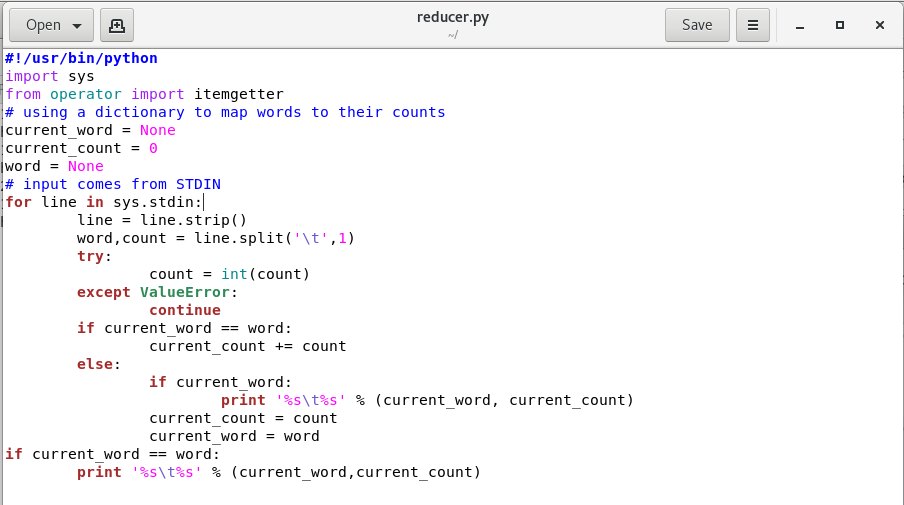 Open
reducer.py
~/
Save
#!/usr/bin/python
import sys
from operator import itemgetter
# using a dictionary to map words to their counts
current_word = None
current_count = 0
word = None
# input comes from STDIN
for line in sys.stdin:
        line = line.strip()
        word,count = line.split('\t',1)
        try:
                count = int(count)
        except ValueError:
                continue
        if current_word == word:
                current_count += count
        else:
                if current_word:
                        print '%s\t%s' % (current_word, current_count)
                current_count = count
                current_word = word
if current_word == word:
        print '%s\t%s' % (current_word,current_count)